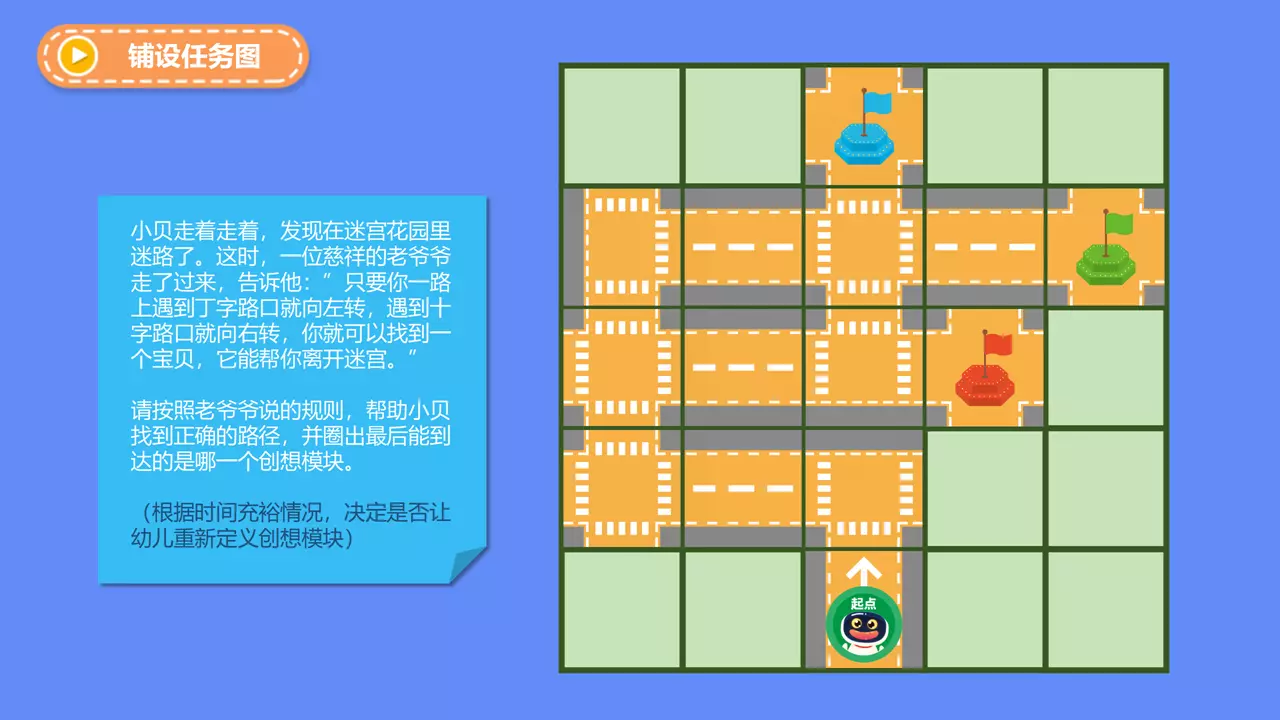 铺设任务图
小贝走着走着，发现在迷宫花园里
迷路了。这时，一位慈祥的老爷爷
走了过来，告诉他：”只要你一路
上遇到丁字路口就向左转，遇到十
字路口就向右转，你就可以找到一
个宝贝，它能帮你离开迷宫。”
请按照老爷爷说的规则，帮助小贝
找到正确的路径，并圈出最后能到
达的是哪一个创想模块。
（根据时间充裕情况，决定是否让
幼儿重新定义创想模块）
起点